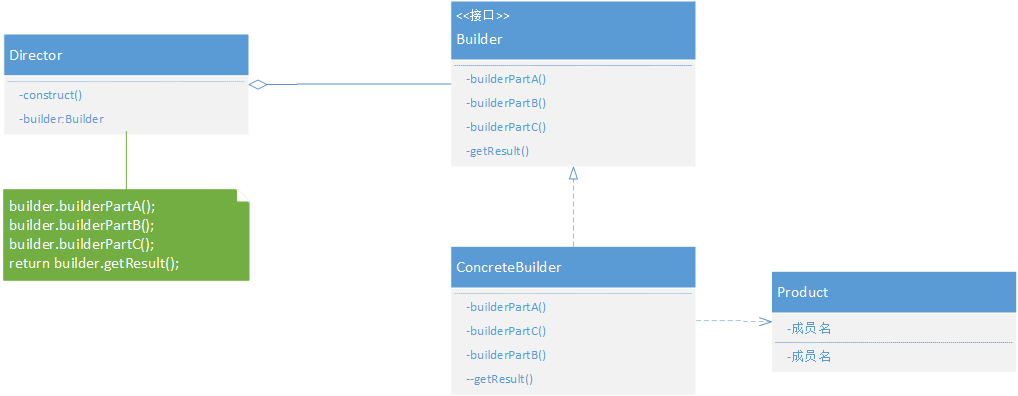 Director
-construct()
-builder:Builder
builder.builderPartA();
builder.builderPartB();
builder.builderPartC();
return builder.getResult();
<<接口>>
Builder
-builderPartA()
-builderPartB()
-builderPartC()
-getResult()
ConcreteBuilder
-builderPartA()
-builderPartC()
-builderPartB()
--getResult()
Product
-成员名
-成员名